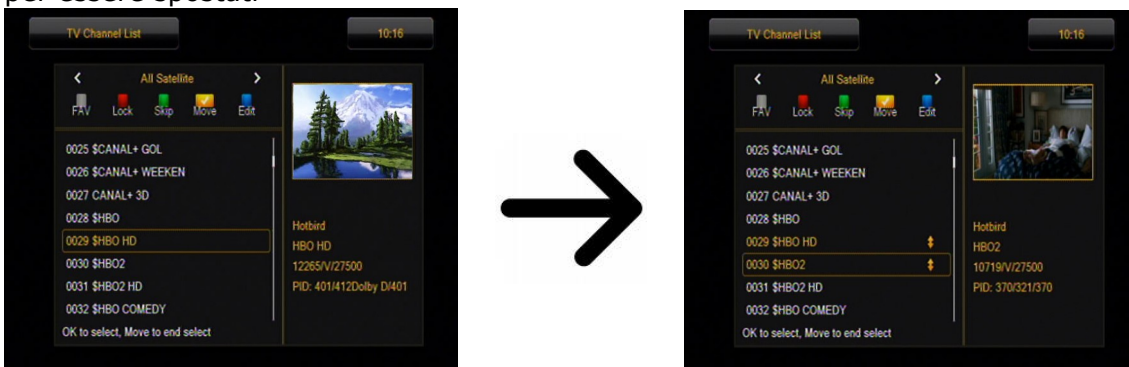 per essere spostati
TV Channel List
10:16
All Satellite
FAV Lock Skip Move Edit
0025 $CANAL+ GOL
0026 $CANAL+ WEEKEN
0027 CANAL+ 3D
0028 $HBO
0029 $HBO HD
0030 $HBO2
0031 $HBO2 HD
0032 $HBO COMEDY
OK to select, Move to end select
Hotbird
HBO HD
12265/V/27500
PID: 401/412Dolby D/401
TV Channel List
10:16
All Satellite
FAV Lock Skip Move Edit
0025 $CANAL+ GOL
0026 $CANAL+ WEEKEN
0027 CANAL+ 3D
0028 $HBO
0029 $HBO HD
0030 $HBO2
0031 $HBO2 HD
0032 $HBO COMEDY
OK to select, Move to end select
Hotbird
HBO2
10719/V/27500
PID: 370/321/370